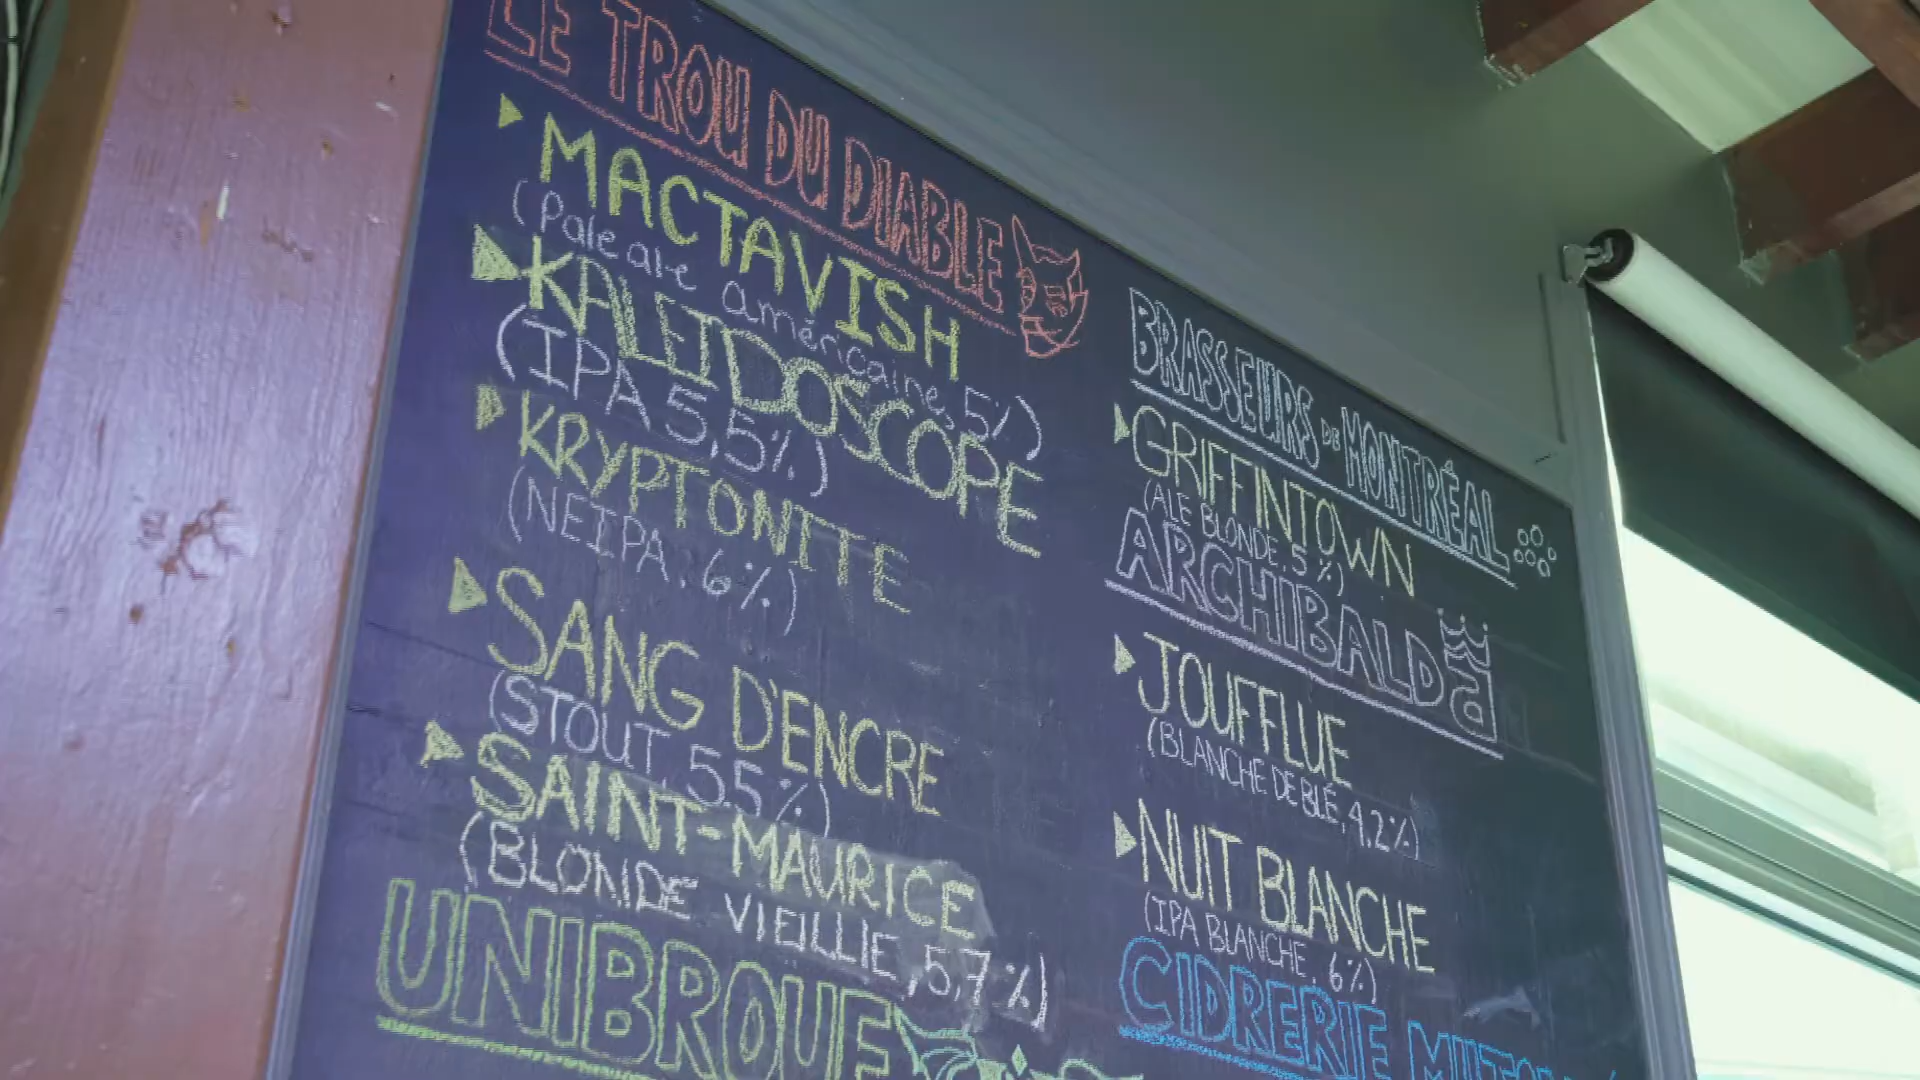 LE TROU DU DIABLE
MACTAVISH
(Pale ale américaine, 5%)
KALEIDOSCOPE
(IPA 5,5%)
KRYPTONITE
(NEIPA, 6%)
SANG D'ENCRE
(STOUT, 5.5%)
SAINT-MAURICE
(BLONDE VIEILLIE, 5,7%)
UNIBROUE
BRASSEURS DE MONTRÉAL
GRIFFINTOWN
(ALE BLONDE, 5%)
ARCHIBALD
JOUFFLUE
(BLANCHE DE BLÉ, 4,2%)
NUIT BLANCHE
(IPA BLANCHE, 6%)
CIDRERIE